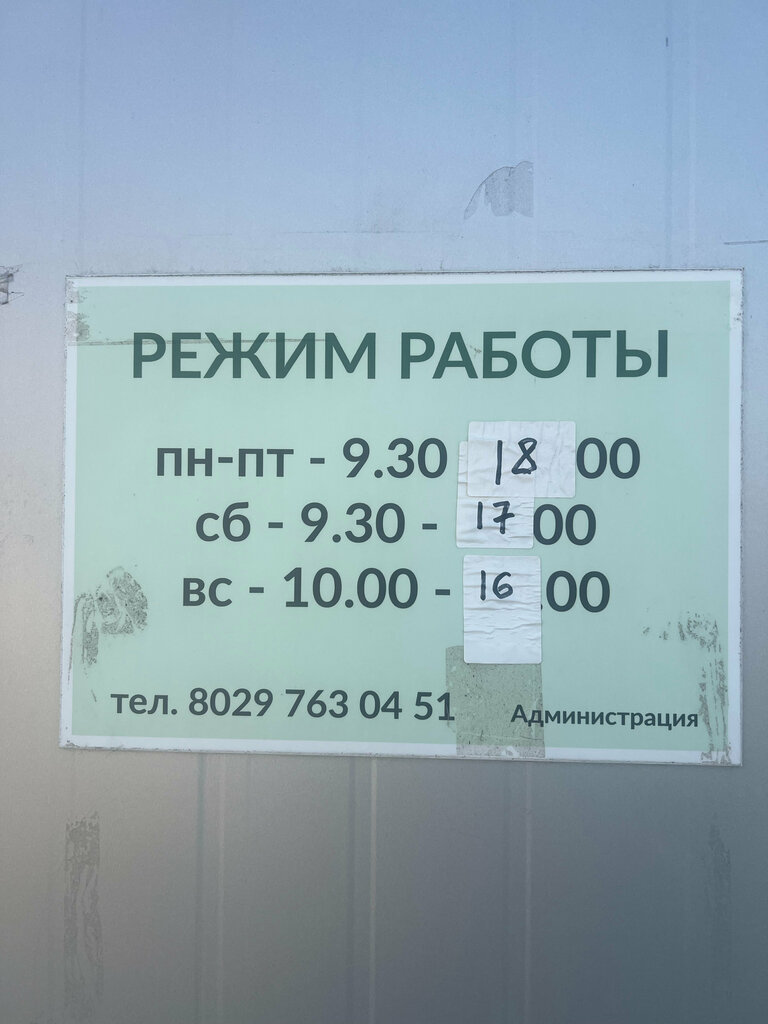 РЕЖИМ РАБОТЫ
пн-пт - 9.30 18 00
сб - 9.30 - 17 00
вс - 10.00 - 16 .00
тел. 8029 763 04 51 Администрация